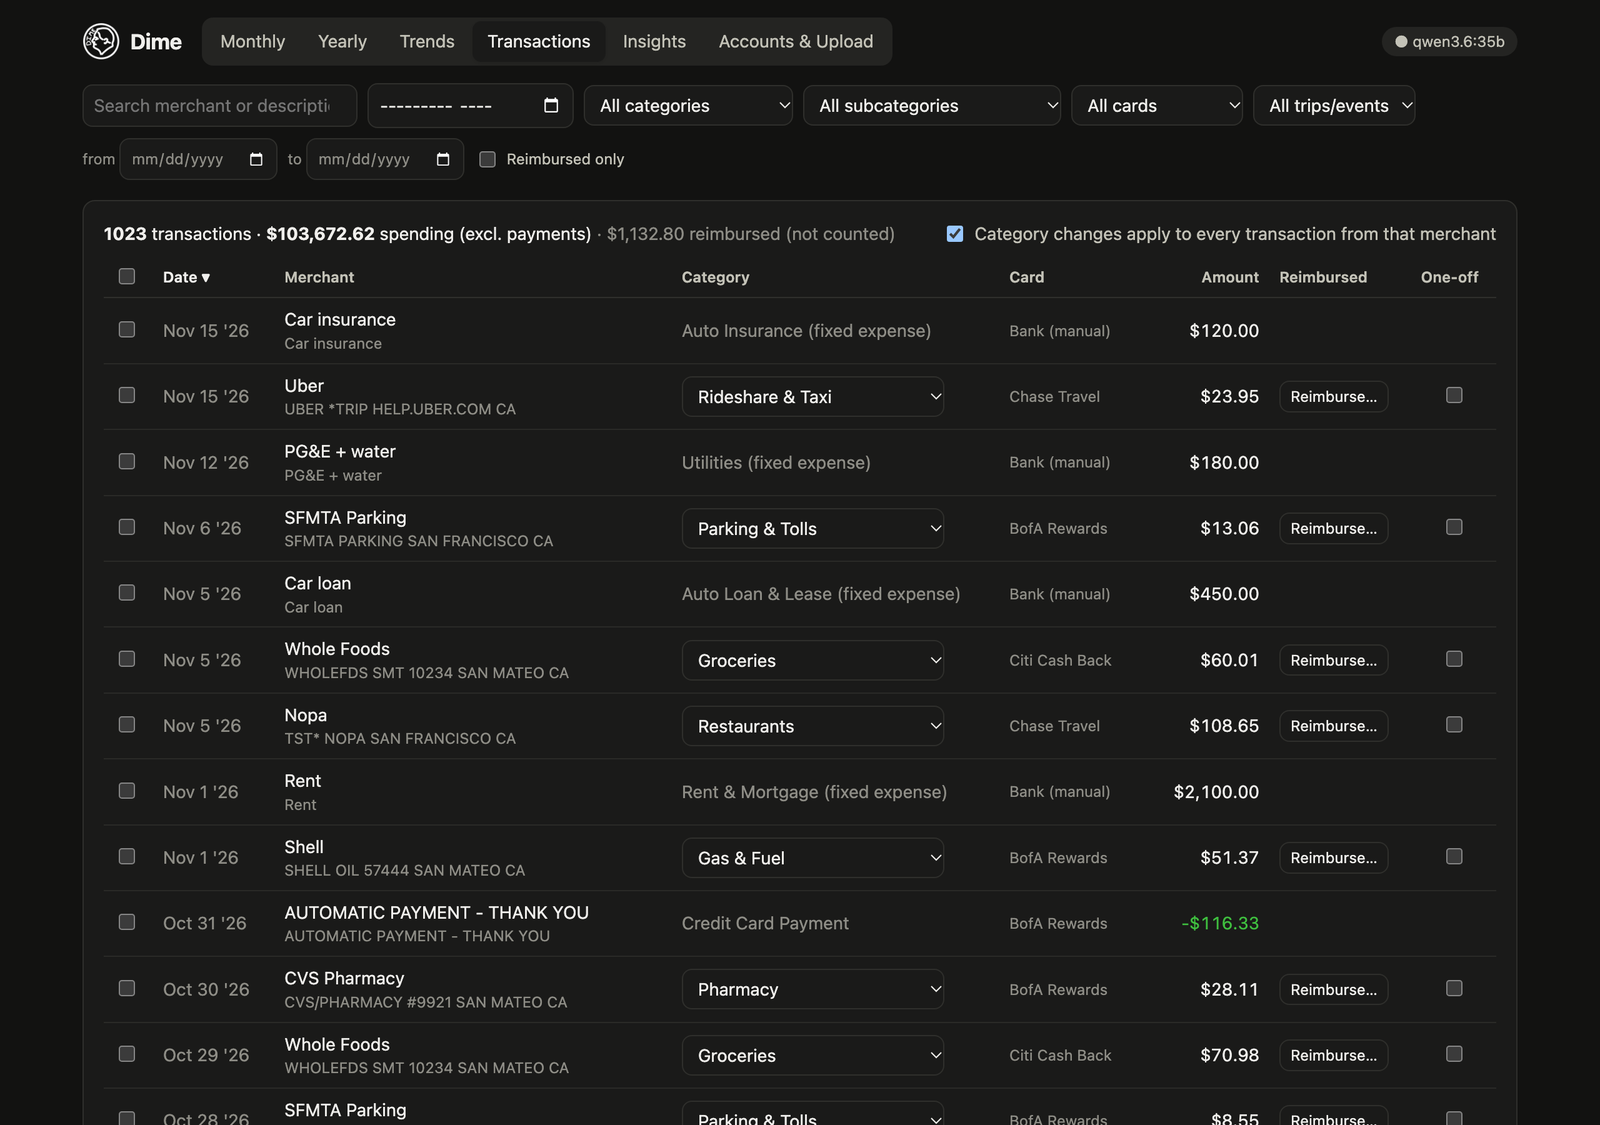 Dime
Monthly Yearly Trends Transactions Insights Accounts & Upload
qwen3.6:35b
Search merchant or descripti
--------- ----
All categories
All subcategories
All cards
All trips/events
from mm/dd/yyyy to mm/dd/yyyy Reimbursed only
1023 transactions · $103,672.62 spending (excl. payments) · $1,132.80 reimbursed (not counted)
Category changes apply to every transaction from that merchant
Date ▼ Merchant Category Card Amount Reimbursed One-off
Nov 15 '26 Car insurance Auto Insurance (fixed expense) Bank (manual) $120.00
Car insurance
Nov 15 '26 Uber Rideshare & Taxi Chase Travel $23.95 Reimburse...
UBER *TRIP HELP.UBER.COM CA
Nov 12 '26 PG&E + water Utilities (fixed expense) Bank (manual) $180.00
PG&E + water
Nov 6 '26 SFMTA Parking Parking & Tolls BofA Rewards $13.06 Reimburse...
SFMTA PARKING SAN FRANCISCO CA
Nov 5 '26 Car loan Auto Loan & Lease (fixed expense) Bank (manual) $450.00
Car loan
Nov 5 '26 Whole Foods Groceries Citi Cash Back $60.01 Reimburse...
WHOLEFDS SMT 10234 SAN MATEO CA
Nov 5 '26 Nopa Restaurants Chase Travel $108.65 Reimburse...
TST* NOPA SAN FRANCISCO CA
Nov 1 '26 Rent Rent & Mortgage (fixed expense) Bank (manual) $2,100.00
Rent
Nov 1 '26 Shell Gas & Fuel BofA Rewards $51.37 Reimburse...
SHELL OIL 57444 SAN MATEO CA
Oct 31 '26 AUTOMATIC PAYMENT - THANK YOU Credit Card Payment BofA Rewards -$116.33
AUTOMATIC PAYMENT - THANK YOU
Oct 30 '26 CVS Pharmacy Pharmacy BofA Rewards $28.11 Reimburse...
CVS/PHARMACY #9921 SAN MATEO CA
Oct 29 '26 Whole Foods Groceries Citi Cash Back $70.98 Reimburse...
WHOLEFDS SMT 10234 SAN MATEO CA
Oct 28 '26 SFMTA Parking Parking & Tolls BofA Rewards $8.55 Reimburse...